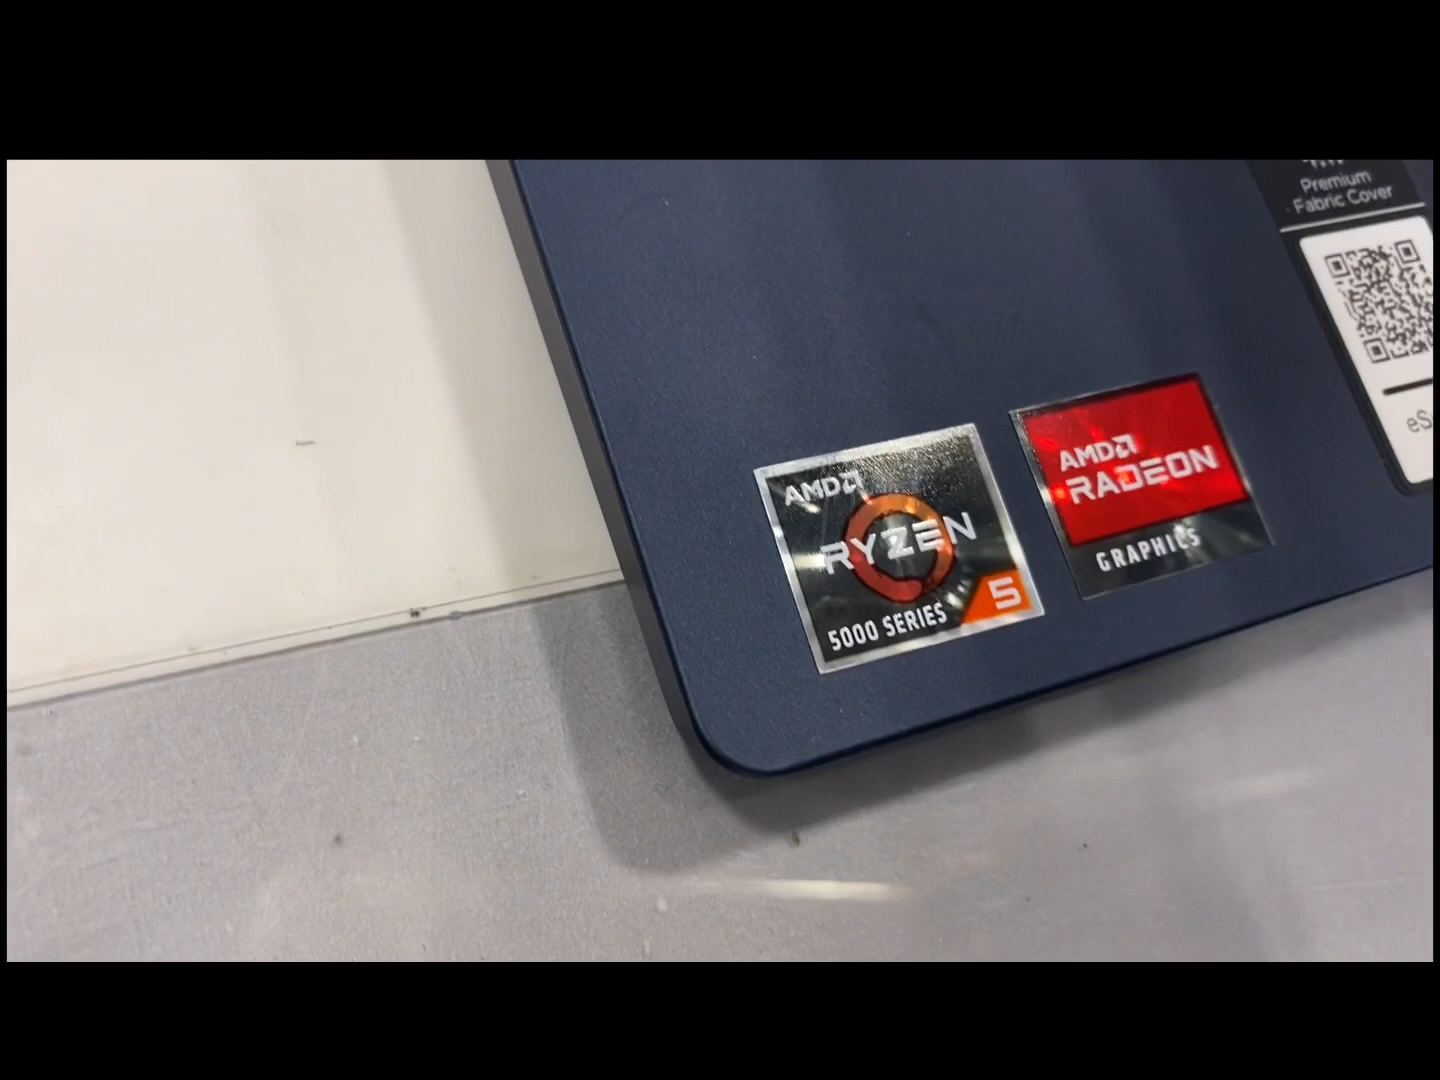 Premium
Fabric Cover
AMD
RYZEN
5000 SERIES
5
AMD
RADEON
GRAPHICS